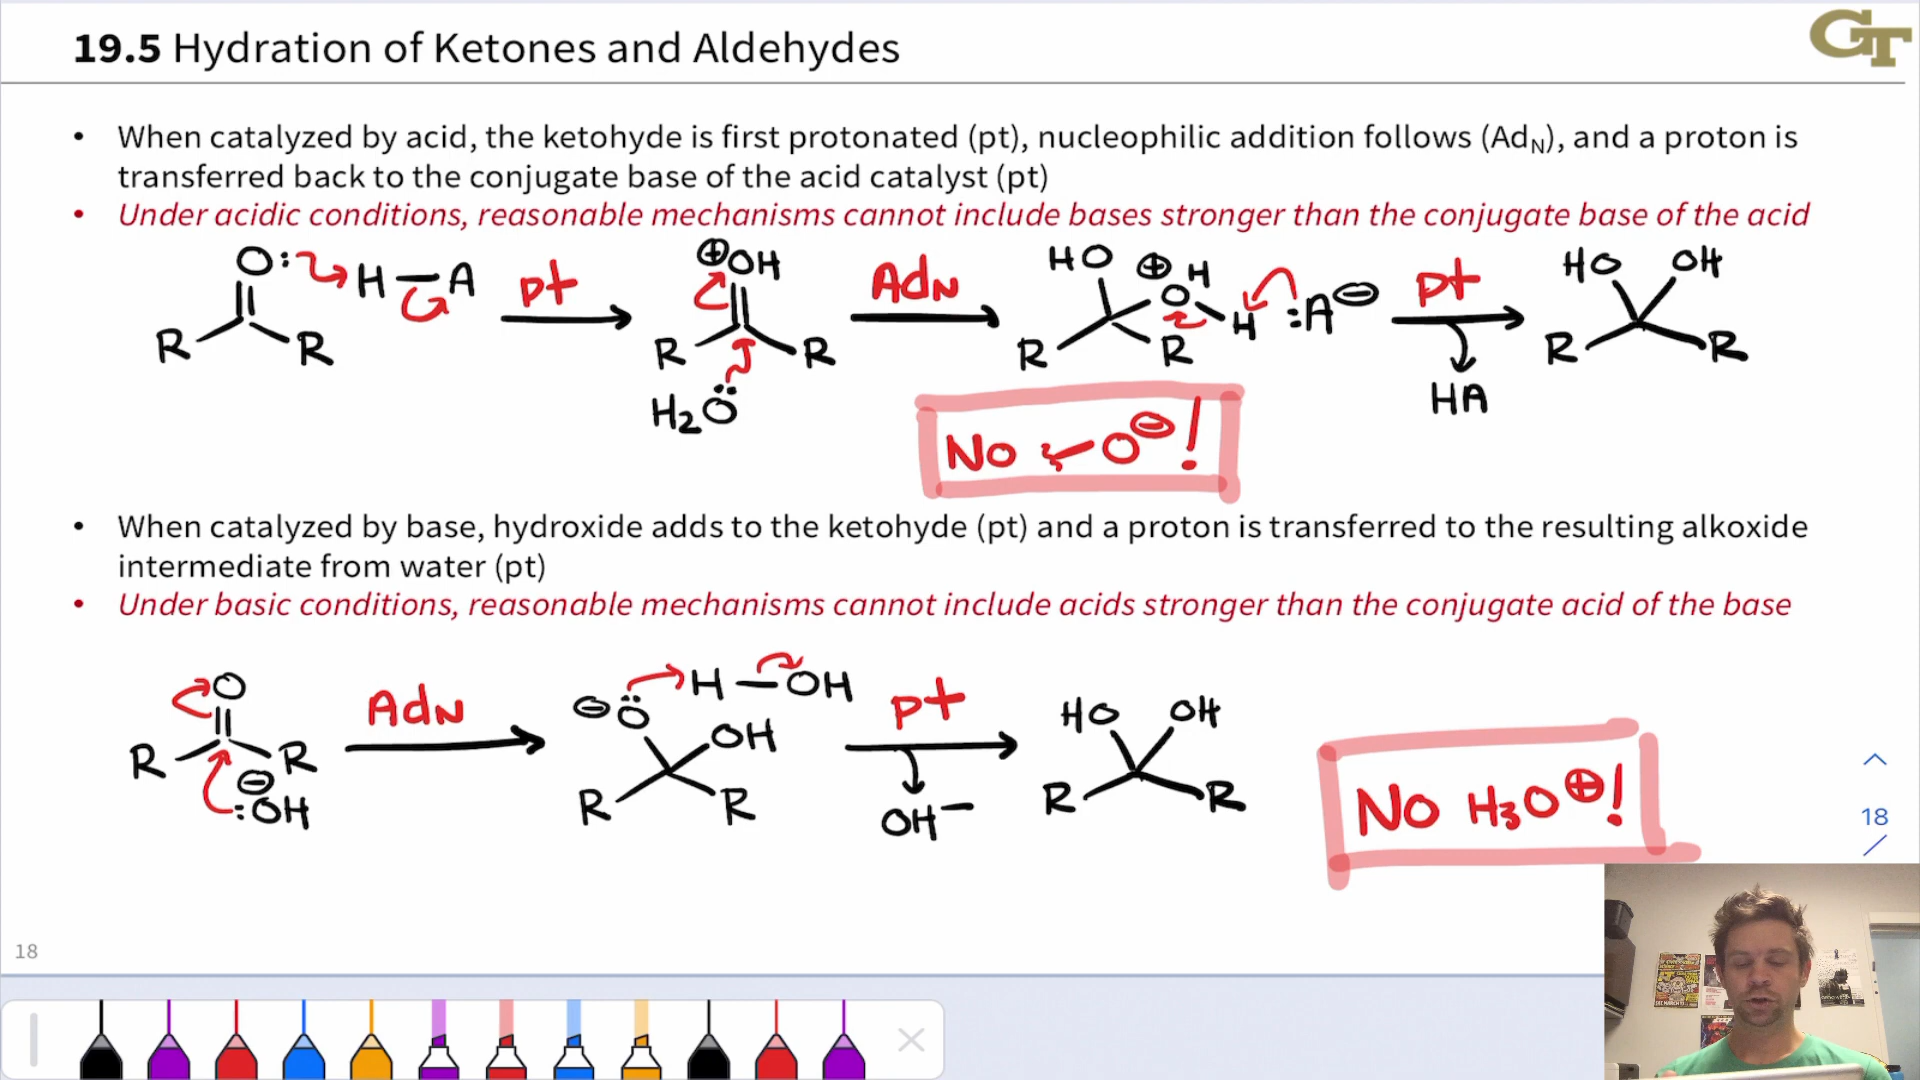 19.5 Hydration of Ketones and Aldehydes
GT
• When catalyzed by acid, the ketohyde is first protonated (pt), nucleophilic addition follows (AdN), and a proton is
transferred back to the conjugate base of the acid catalyst (pt)
• Under acidic conditions, reasonable mechanisms cannot include bases stronger than the conjugate base of the acid
O: H—A pt ⊕OH AdN HO ⊕ H O H :A⊖ pt HO OH
R R R R R R R R
H2O HA
No O⊖!
• When catalyzed by base, hydroxide adds to the ketohyde (pt) and a proton is transferred to the resulting alkoxide
intermediate from water (pt)
• Under basic conditions, reasonable mechanisms cannot include acids stronger than the conjugate acid of the base
O AdN ⊖O H—OH OH pt HO OH
R R R R R R
⊖:OH OH−
No H3O⊕!
18
18